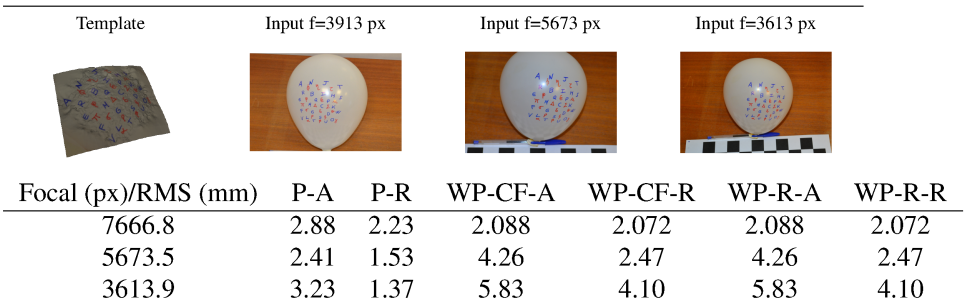 Template Input f=3913 px Input f=5673 px Input f=3613 px
Focal (px)/RMS (mm) P-A P-R WP-CF-A WP-CF-R WP-R-A WP-R-R
7666.8 2.88 2.23 2.088 2.072 2.088 2.072
5673.5 2.41 1.53 4.26 2.47 4.26 2.47
3613.9 3.23 1.37 5.83 4.10 5.83 4.10